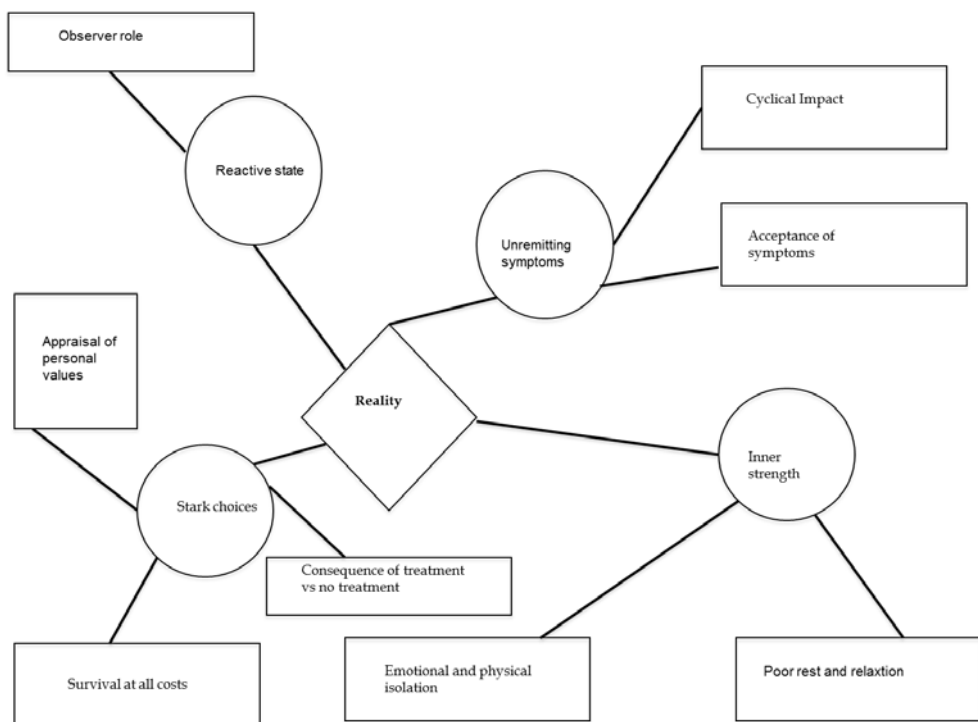 Observer role
Cyclical Impact
Reactive state
Unremitting
symptoms
Acceptance of
symptoms
Appraisal of
personal
values
Reality
Inner
strength
Stark choices
Consequence of treatment
vs no treatment
Survival at all costs
Emotional and physical
isolation
Poor rest and relaxtion